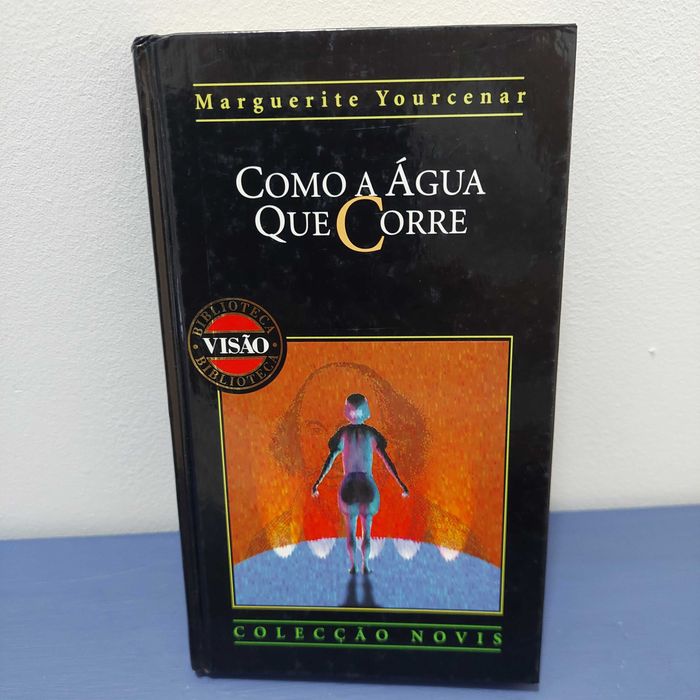 Marguerite Yourcenar
COMO A ÁGUA
QUE CORRE
BIBLIOTECA
VISÃO
BIBLIOTECA
COLECÇÃO NOVIS